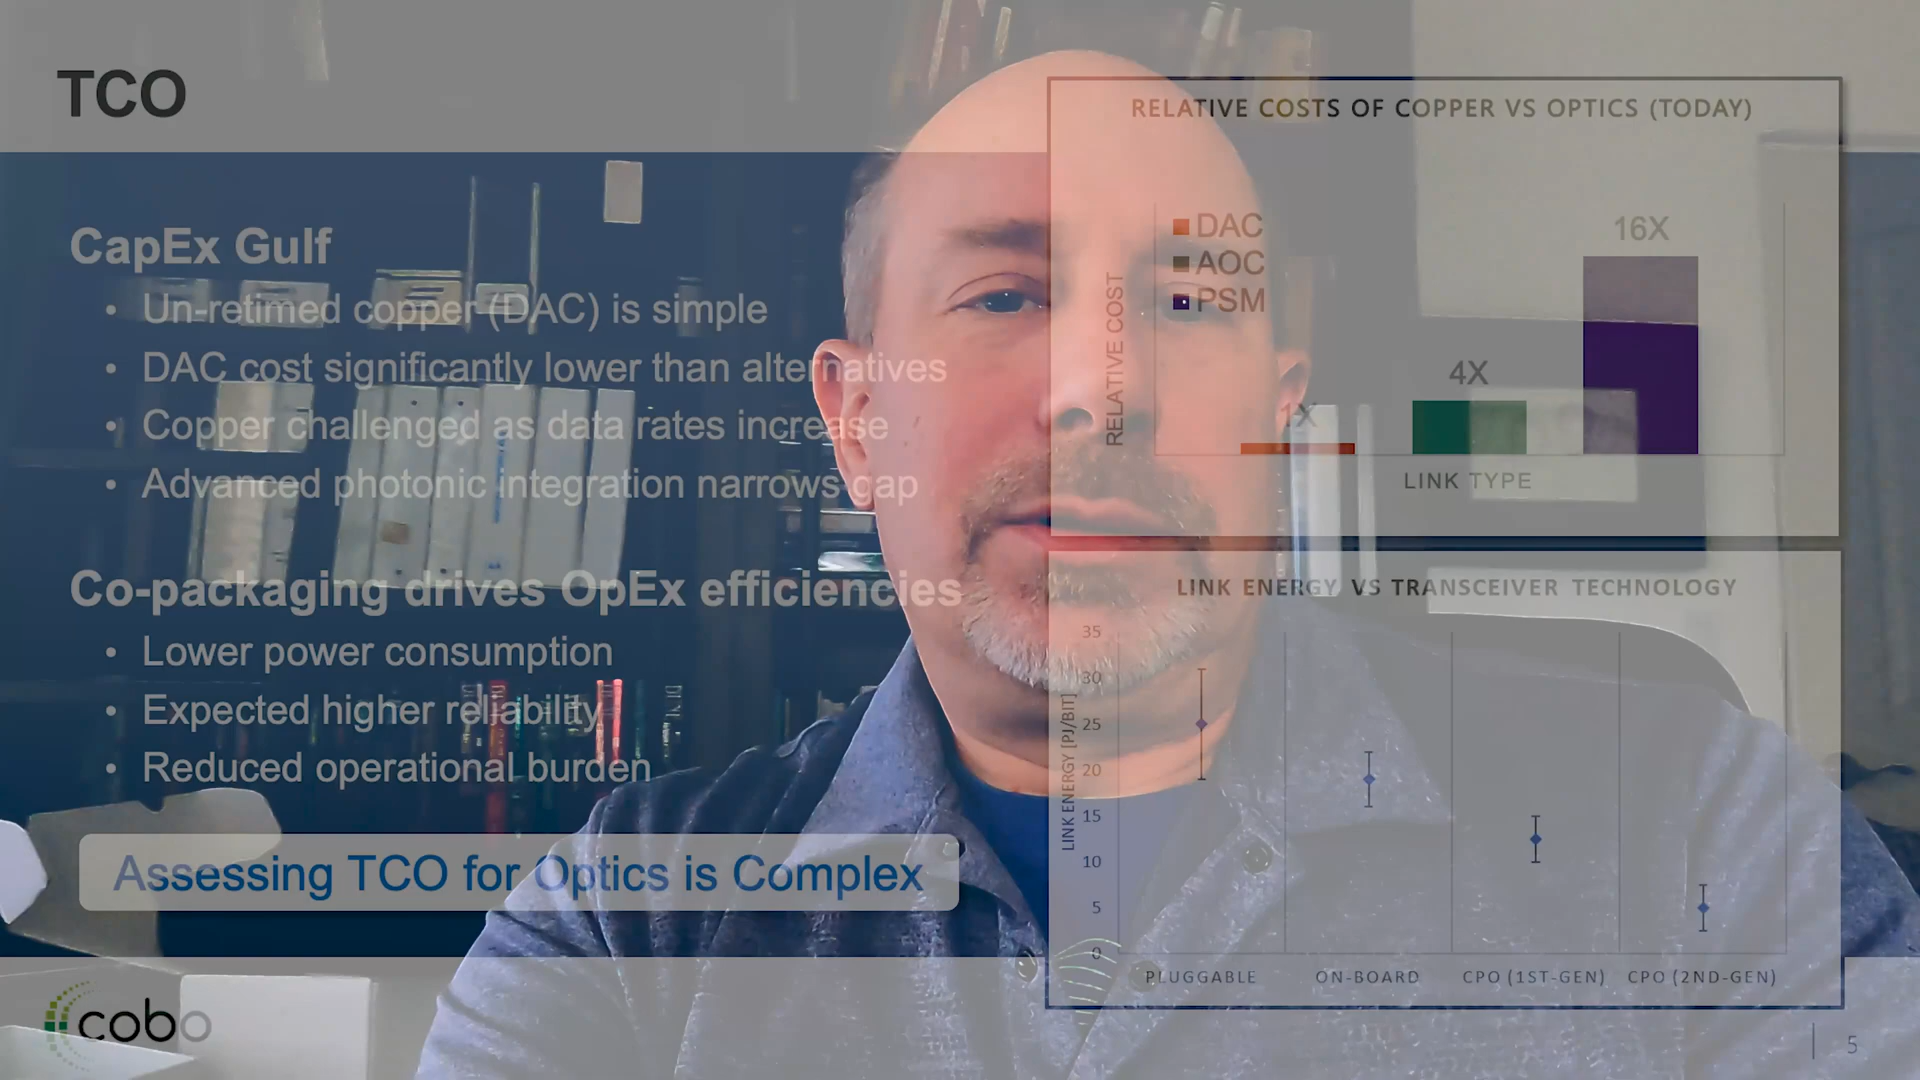 TCO
CapEx Gulf
• Un-retimed copper (DAC) is simple
• DAC cost significantly lower than alternatives
• Copper challenged as data rates increase
• Advanced photonic integration narrows gap
Co-packaging drives OpEx efficiencies
• Lower power consumption
• Expected higher reliability
• Reduced operational burden
Assessing TCO for Optics is Complex
cobo
RELATIVE COSTS OF COPPER VS OPTICS (TODAY)
DAC
AOC
PSM
RELATIVE COST
1X
4X
16X
LINK TYPE
LINK ENERGY VS TRANSCEIVER TECHNOLOGY
LINK ENERGY [PJ/BIT]
35
30
25
20
15
10
5
0
PLUGGABLE
ON-BOARD
CPO (1ST-GEN)
CPO (2ND-GEN)
5